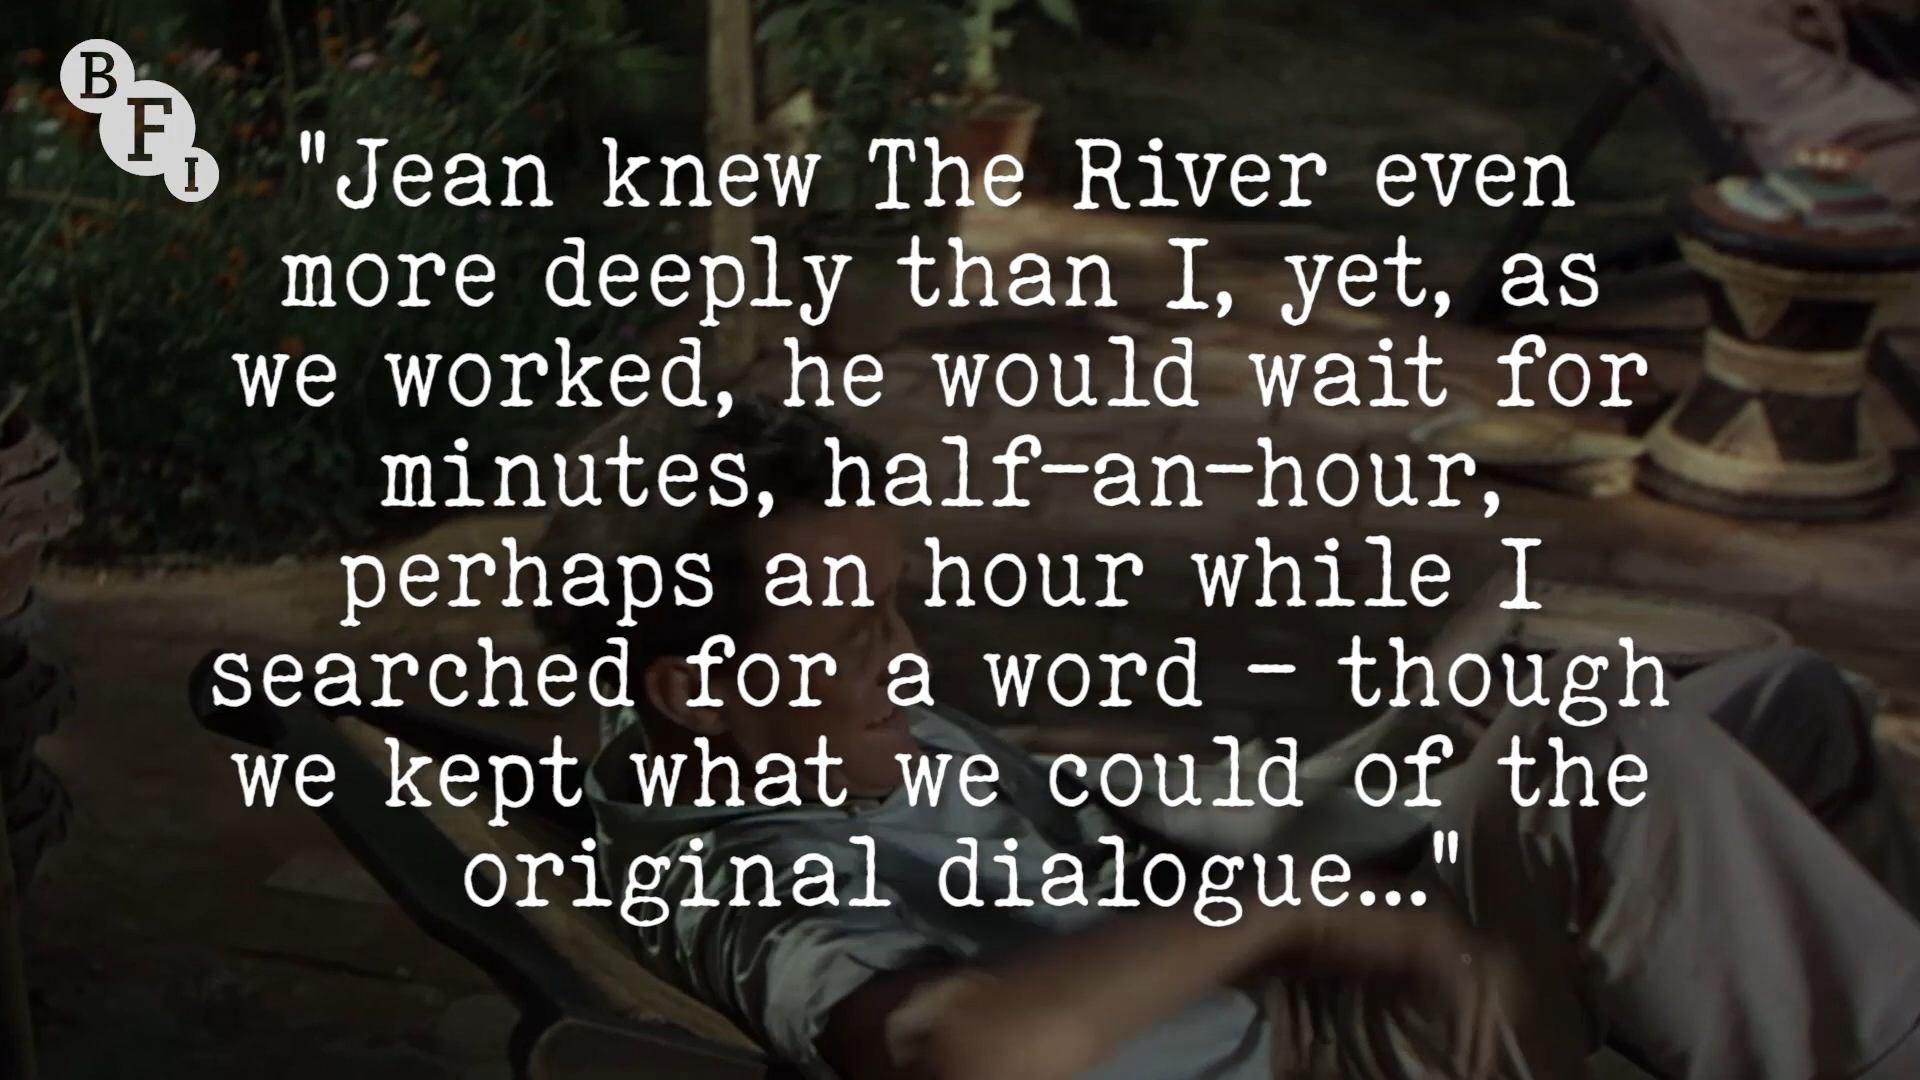 BFI
"Jean knew The River even
more deeply than I, yet, as
we worked, he would wait for
minutes, half-an-hour,
perhaps an hour while I
searched for a word - though
we kept what we could of the
original dialogue..."